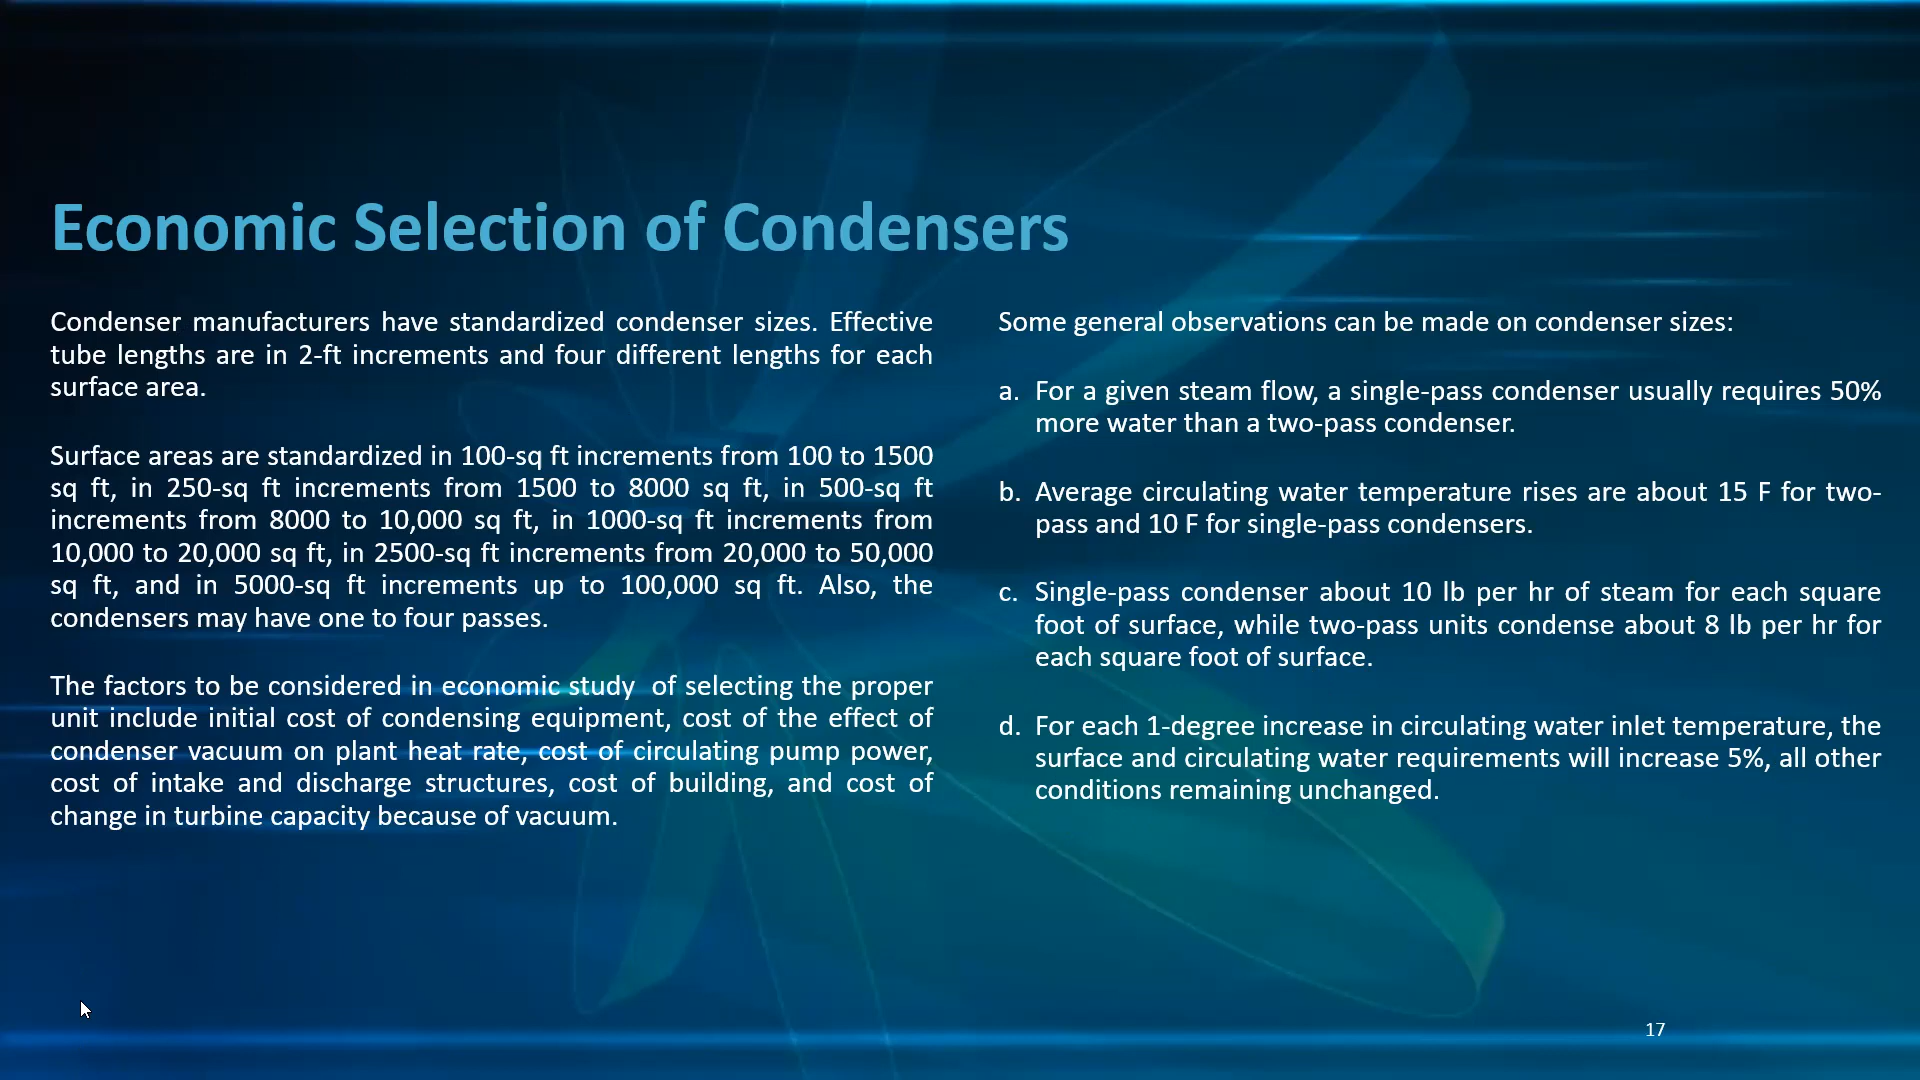 Economic Selection of Condensers
Condenser manufacturers have standardized condenser sizes. Effective
tube lengths are in 2-ft increments and four different lengths for each
surface area.
Surface areas are standardized in 100-sq ft increments from 100 to 1500
sq ft, in 250-sq ft increments from 1500 to 8000 sq ft, in 500-sq ft
increments from 8000 to 10,000 sq ft, in 1000-sq ft increments from
10,000 to 20,000 sq ft, in 2500-sq ft increments from 20,000 to 50,000
sq ft, and in 5000-sq ft increments up to 100,000 sq ft. Also, the
condensers may have one to four passes.
The factors to be considered in economic study of selecting the proper
unit include initial cost of condensing equipment, cost of the effect of
condenser vacuum on plant heat rate, cost of circulating pump power,
cost of intake and discharge structures, cost of building, and cost of
change in turbine capacity because of vacuum.
Some general observations can be made on condenser sizes:
a. For a given steam flow, a single-pass condenser usually requires 50%
more water than a two-pass condenser.
b. Average circulating water temperature rises are about 15 F for two-
pass and 10 F for single-pass condensers.
c. Single-pass condenser about 10 lb per hr of steam for each square
foot of surface, while two-pass units condense about 8 lb per hr for
each square foot of surface.
d. For each 1-degree increase in circulating water inlet temperature, the
surface and circulating water requirements will increase 5%, all other
conditions remaining unchanged.
17